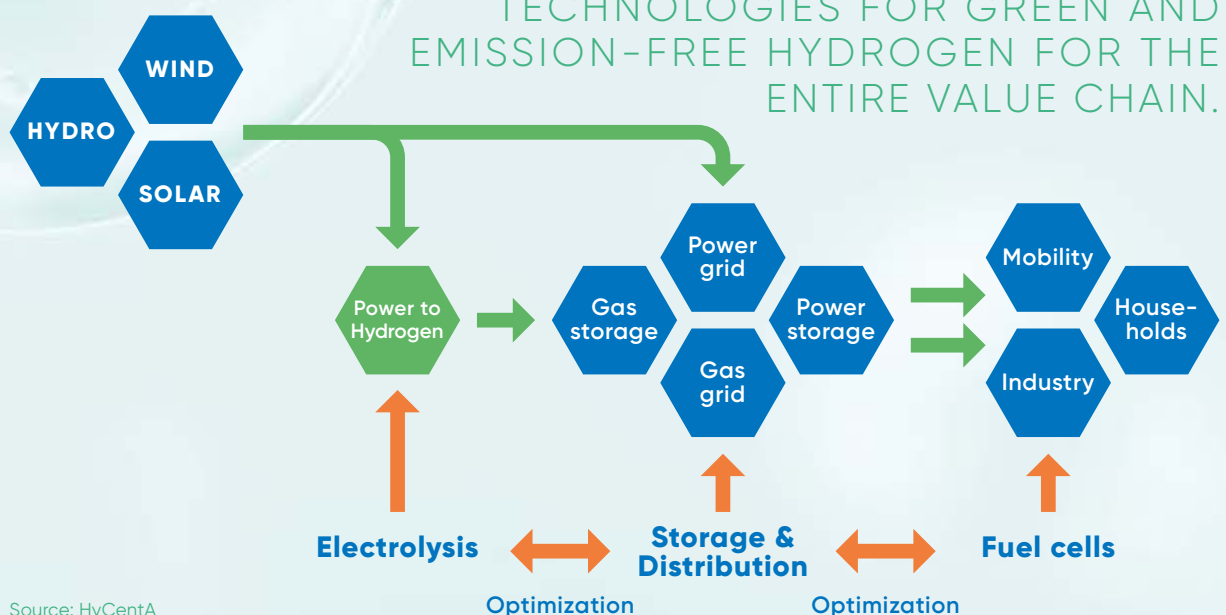 TECHNOLOGIES FOR GREEN AND
EMISSION-FREE HYDROGEN FOR THE
ENTIRE VALUE CHAIN.
WIND
HYDRO
SOLAR
Power to
Hydrogen
Gas
storage
Power
grid
Gas
grid
Power
storage
Mobility
House-
holds
Industry
Electrolysis
Storage &
Distribution
Fuel cells
Optimization
Optimization
Source: HyCentA